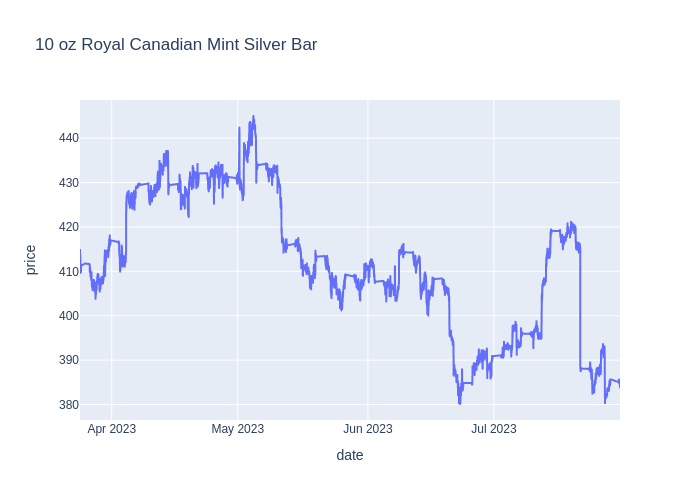 10 oz Royal Canadian Mint Silver Bar
440
430
420
410
400
390
380
price
Apr 2023
May 2023
Jun 2023
Jul 2023
date